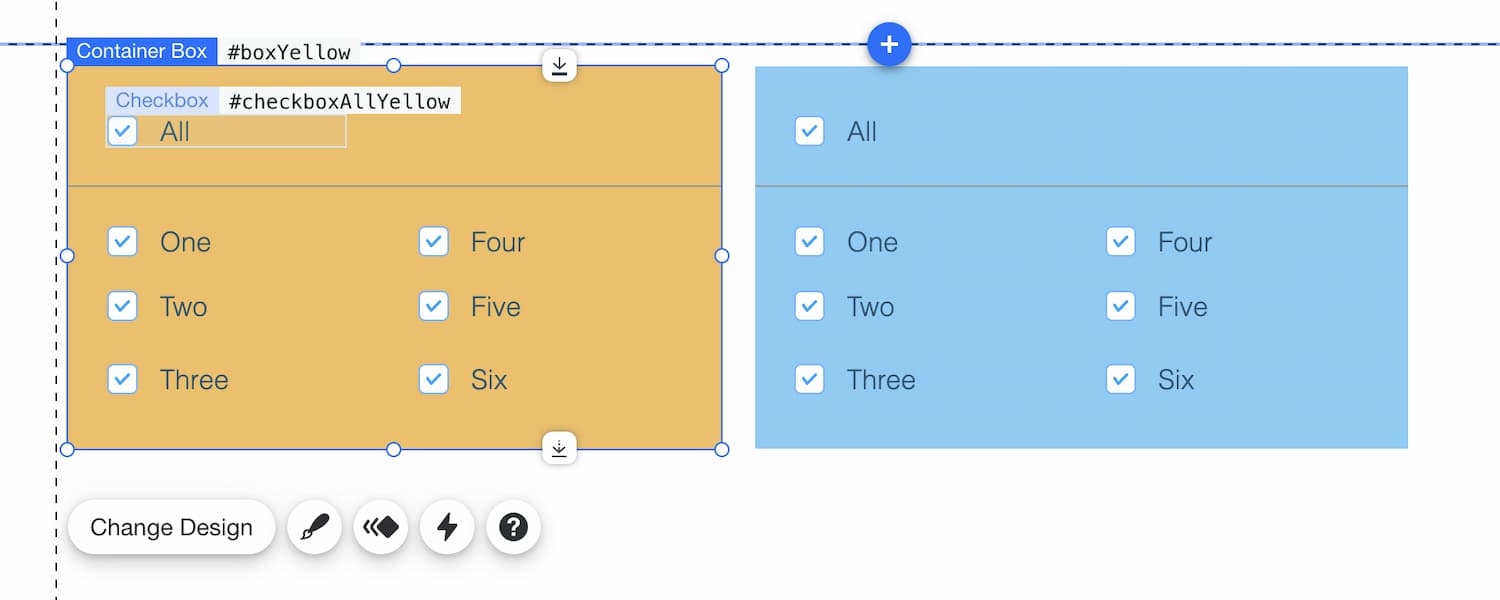 Container Box #boxYellow
Checkbox #checkboxAllYellow
All
One Four
Two Five
Three Six
All
One Four
Two Five
Three Six
Change Design